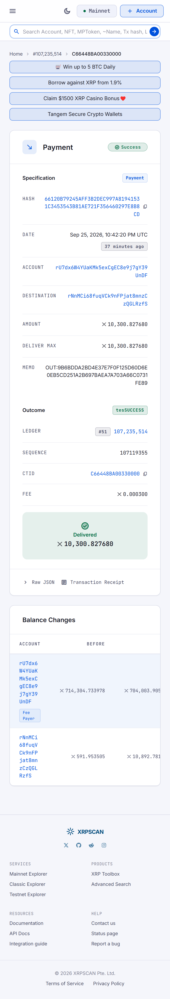 Mainnet
+ Account
Search Account, NFT, MPToken, ~Name, Tx hash, L
Home > #107,235,514 > C66448BA00330000
🎰 Win up to 5 BTC Daily
Borrow against XRP from 1.9%
Claim $1500 XRP Casino Bonus❤️
Tangem Secure Crypto Wallets
Payment
Success
Specification
Payment
HASH
66120B79245AFF3B2DEC997A8194153
1C3453543B81AE721F356460297E8B8
CD
DATE
Sep 25, 2026, 10:42:20 PM UTC
37 minutes ago
ACCOUNT
rU7dx6W4YUaKMk5exCgEC8e9j7gY39
UnDF
DESTINATION
rNnMCi68fuqVCk9nFPjat8mnzC
zQGLRzfS
AMOUNT
10,300.827680
DELIVER MAX
10,300.827680
MEMO
OUT:9B6BDDA2BD4E37E7F0F125D60D6E
0EB5CD251A2B697BAEA7A703A66C0731
FE89
Outcome
tesSUCCESS
LEDGER
#51 107,235,514
SEQUENCE
107119355
CTID
C66448BA00330000
FEE
0.000300
Delivered
10,300.827680
> Raw JSON
Transaction Receipt
Balance Changes
ACCOUNT BEFORE
rU7dx6
W4YUaK
Mk5exC
gEC8e9
j7gY39
UnDF
Fee
Payer
714,304.733978 704,003.905
rNnMCi
68fuqV
Ck9nFP
jat8mn
zCzQGL
RzfS
591.953505 10,892.781
XRPSCAN
SERVICES
Mainnet Explorer
Classic Explorer
Testnet Explorer
PRODUCTS
XRP Toolbox
Advanced Search
RESOURCES
Documentation
API Docs
Integration guide
HELP
Contact us
Status page
Report a bug
© 2026 XRPSCAN Pte. Ltd.
Terms of Service Privacy Policy